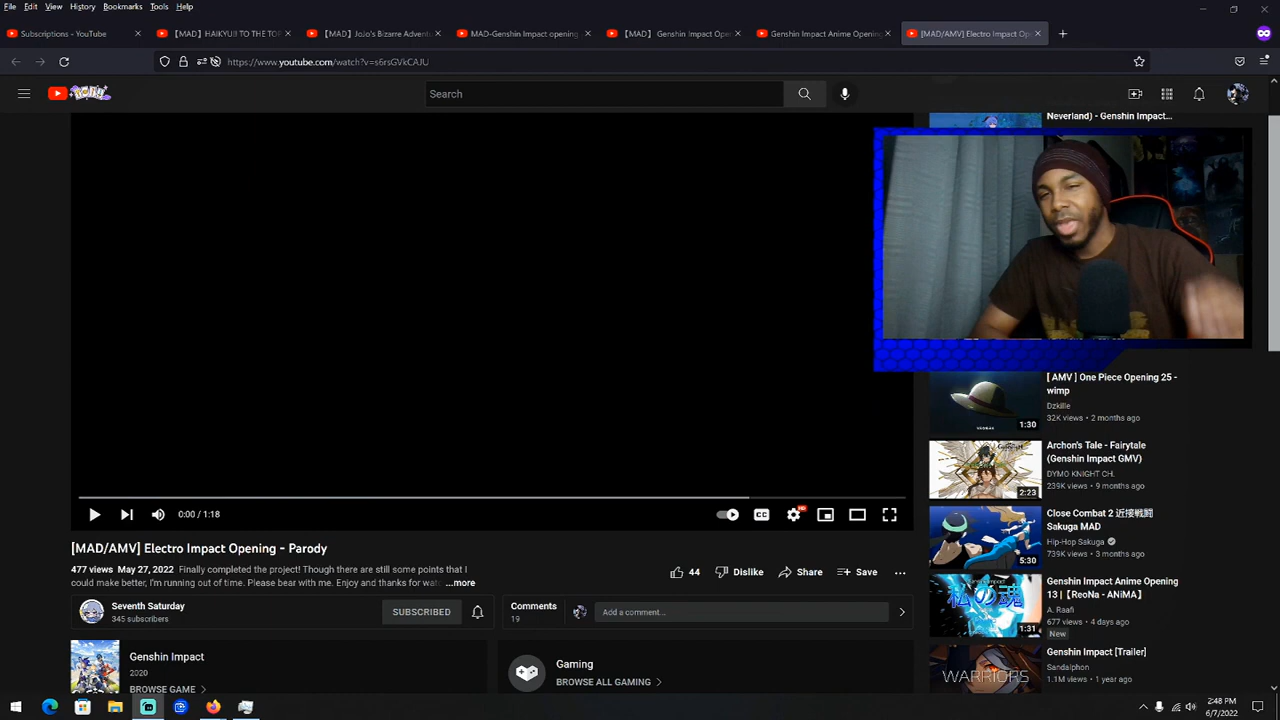 File Edit View History Bookmarks Tools Help
Subscriptions - YouTube
【MAD】HAIKYU!! TO THE TOP
【MAD】JoJo's Bizarre Advent
MAD-Genshin Impact opening
【MAD】 Genshin Impact Ope
Genshin Impact Anime Opening
[MAD/AMV] Electro Impact Op
https://www.youtube.com/watch?v=s6rsGVkCAJU
Search
Neverland) - Genshin Impact...
[ AMV ] One Piece Opening 25 -
wimp
Dzkille
32K views • 2 months ago
1:30
Archon's Tale - Fairytale
(Genshin Impact GMV)
DYMO KNIGHT CH.
239K views • 9 months ago
2:23
0:00 / 1:18
CC
HD
Close Combat 2 近接戦闘
Sakuga MAD
Hip-Hop Sakuga
739K views • 3 months ago
5:30
[MAD/AMV] Electro Impact Opening - Parody
477 views May 27, 2022 Finally completed the project! Though there are still some points that I
could make better, I'm running out of time. Please bear with me. Enjoy and thanks for watc ...more
44 Dislike Share Save
Genshin Impact Anime Opening
13 |【ReoNa - ANiMA】
A. Raafi
677 views • 4 days ago
New
私の魂
1:31
Seventh Saturday
345 subscribers
SUBSCRIBED
Comments
19
Add a comment...
Genshin Impact
2020
BROWSE GAME
Gaming
BROWSE ALL GAMING
Genshin Impact [Trailer]
Sandalphon
1.1M views • 1 year ago
WARRIORS
2:48 PM
6/7/2022